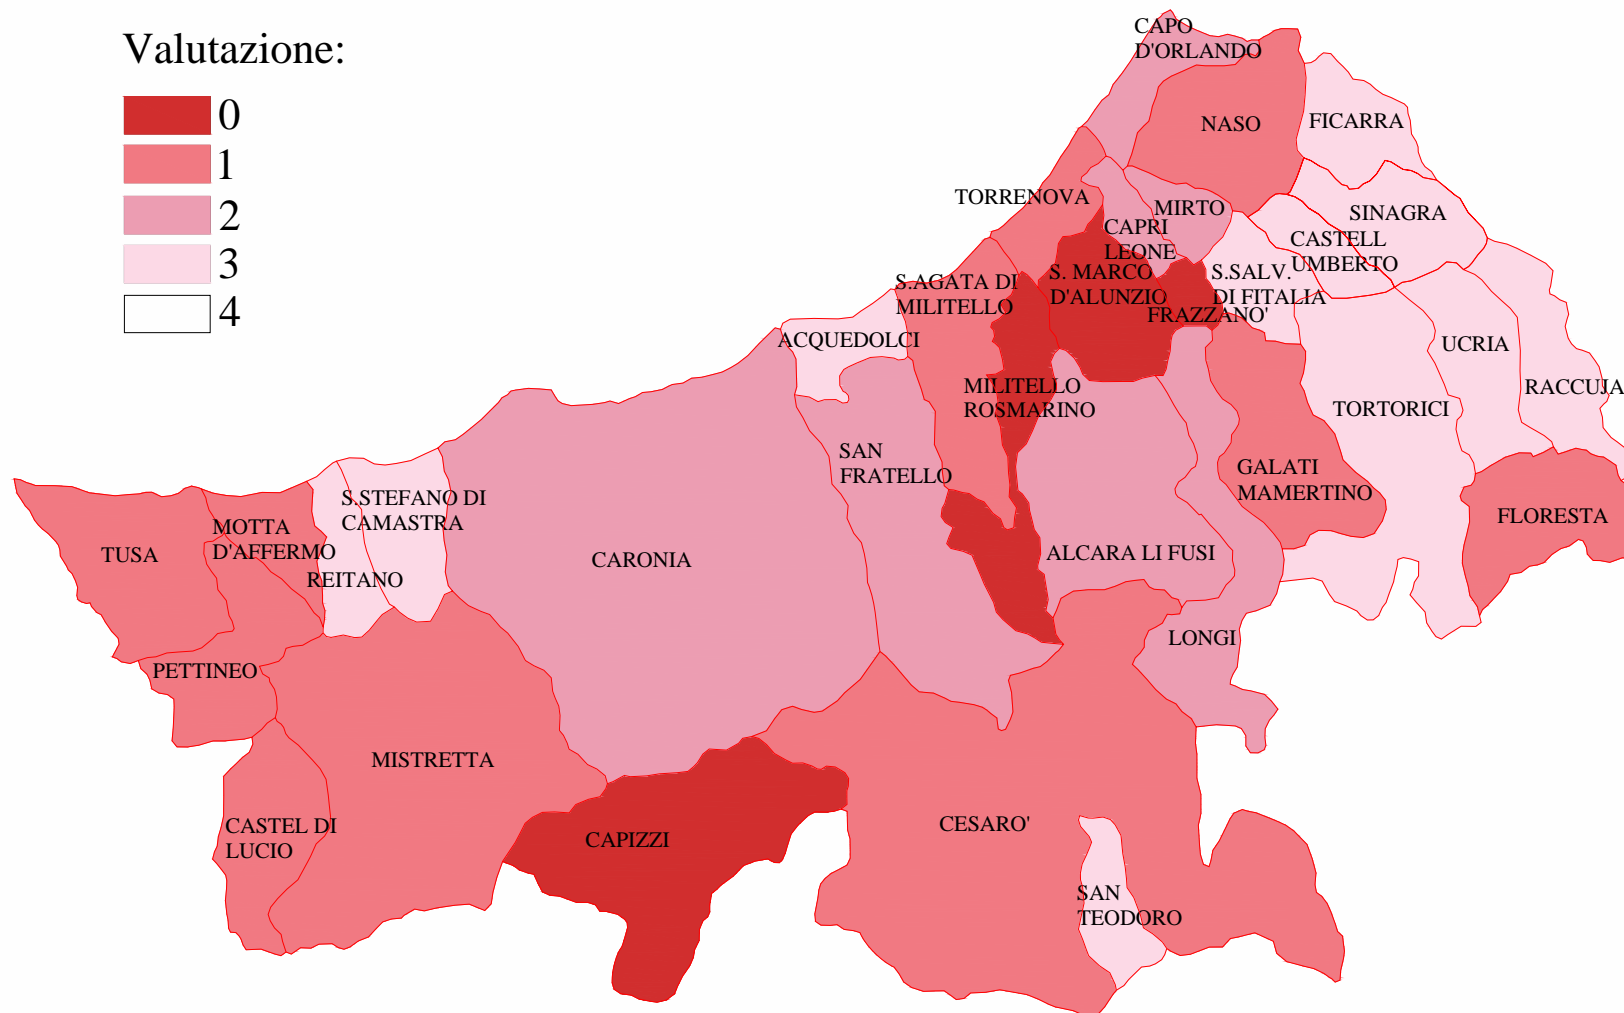 Valutazione:
0
1
2
3
4
CAPO
D'ORLANDO
NASO
FICARRA
TORRENOVA
MIRTO
SINAGRA
CAPRI
LEONE
CASTELL
UMBERTO
S.AGATA DI
MILITELLO
S. MARCO
D'ALUNZIO
S.SALV.
DI FITALIA
FRAZZANO'
ACQUEDOLCI
UCRIA
MILITELLO
ROSMARINO
TORTORICI
RACCUJA
SAN
FRATELLO
GALATI
MAMERTINO
S.STEFANO DI
CAMASTRA
FLORESTA
MOTTA
D'AFFERMO
TUSA
REITANO
CARONIA
ALCARA LI FUSI
LONGI
PETTINEO
MISTRETTA
CASTEL DI
LUCIO
CAPIZZI
CESARO'
SAN
TEODORO